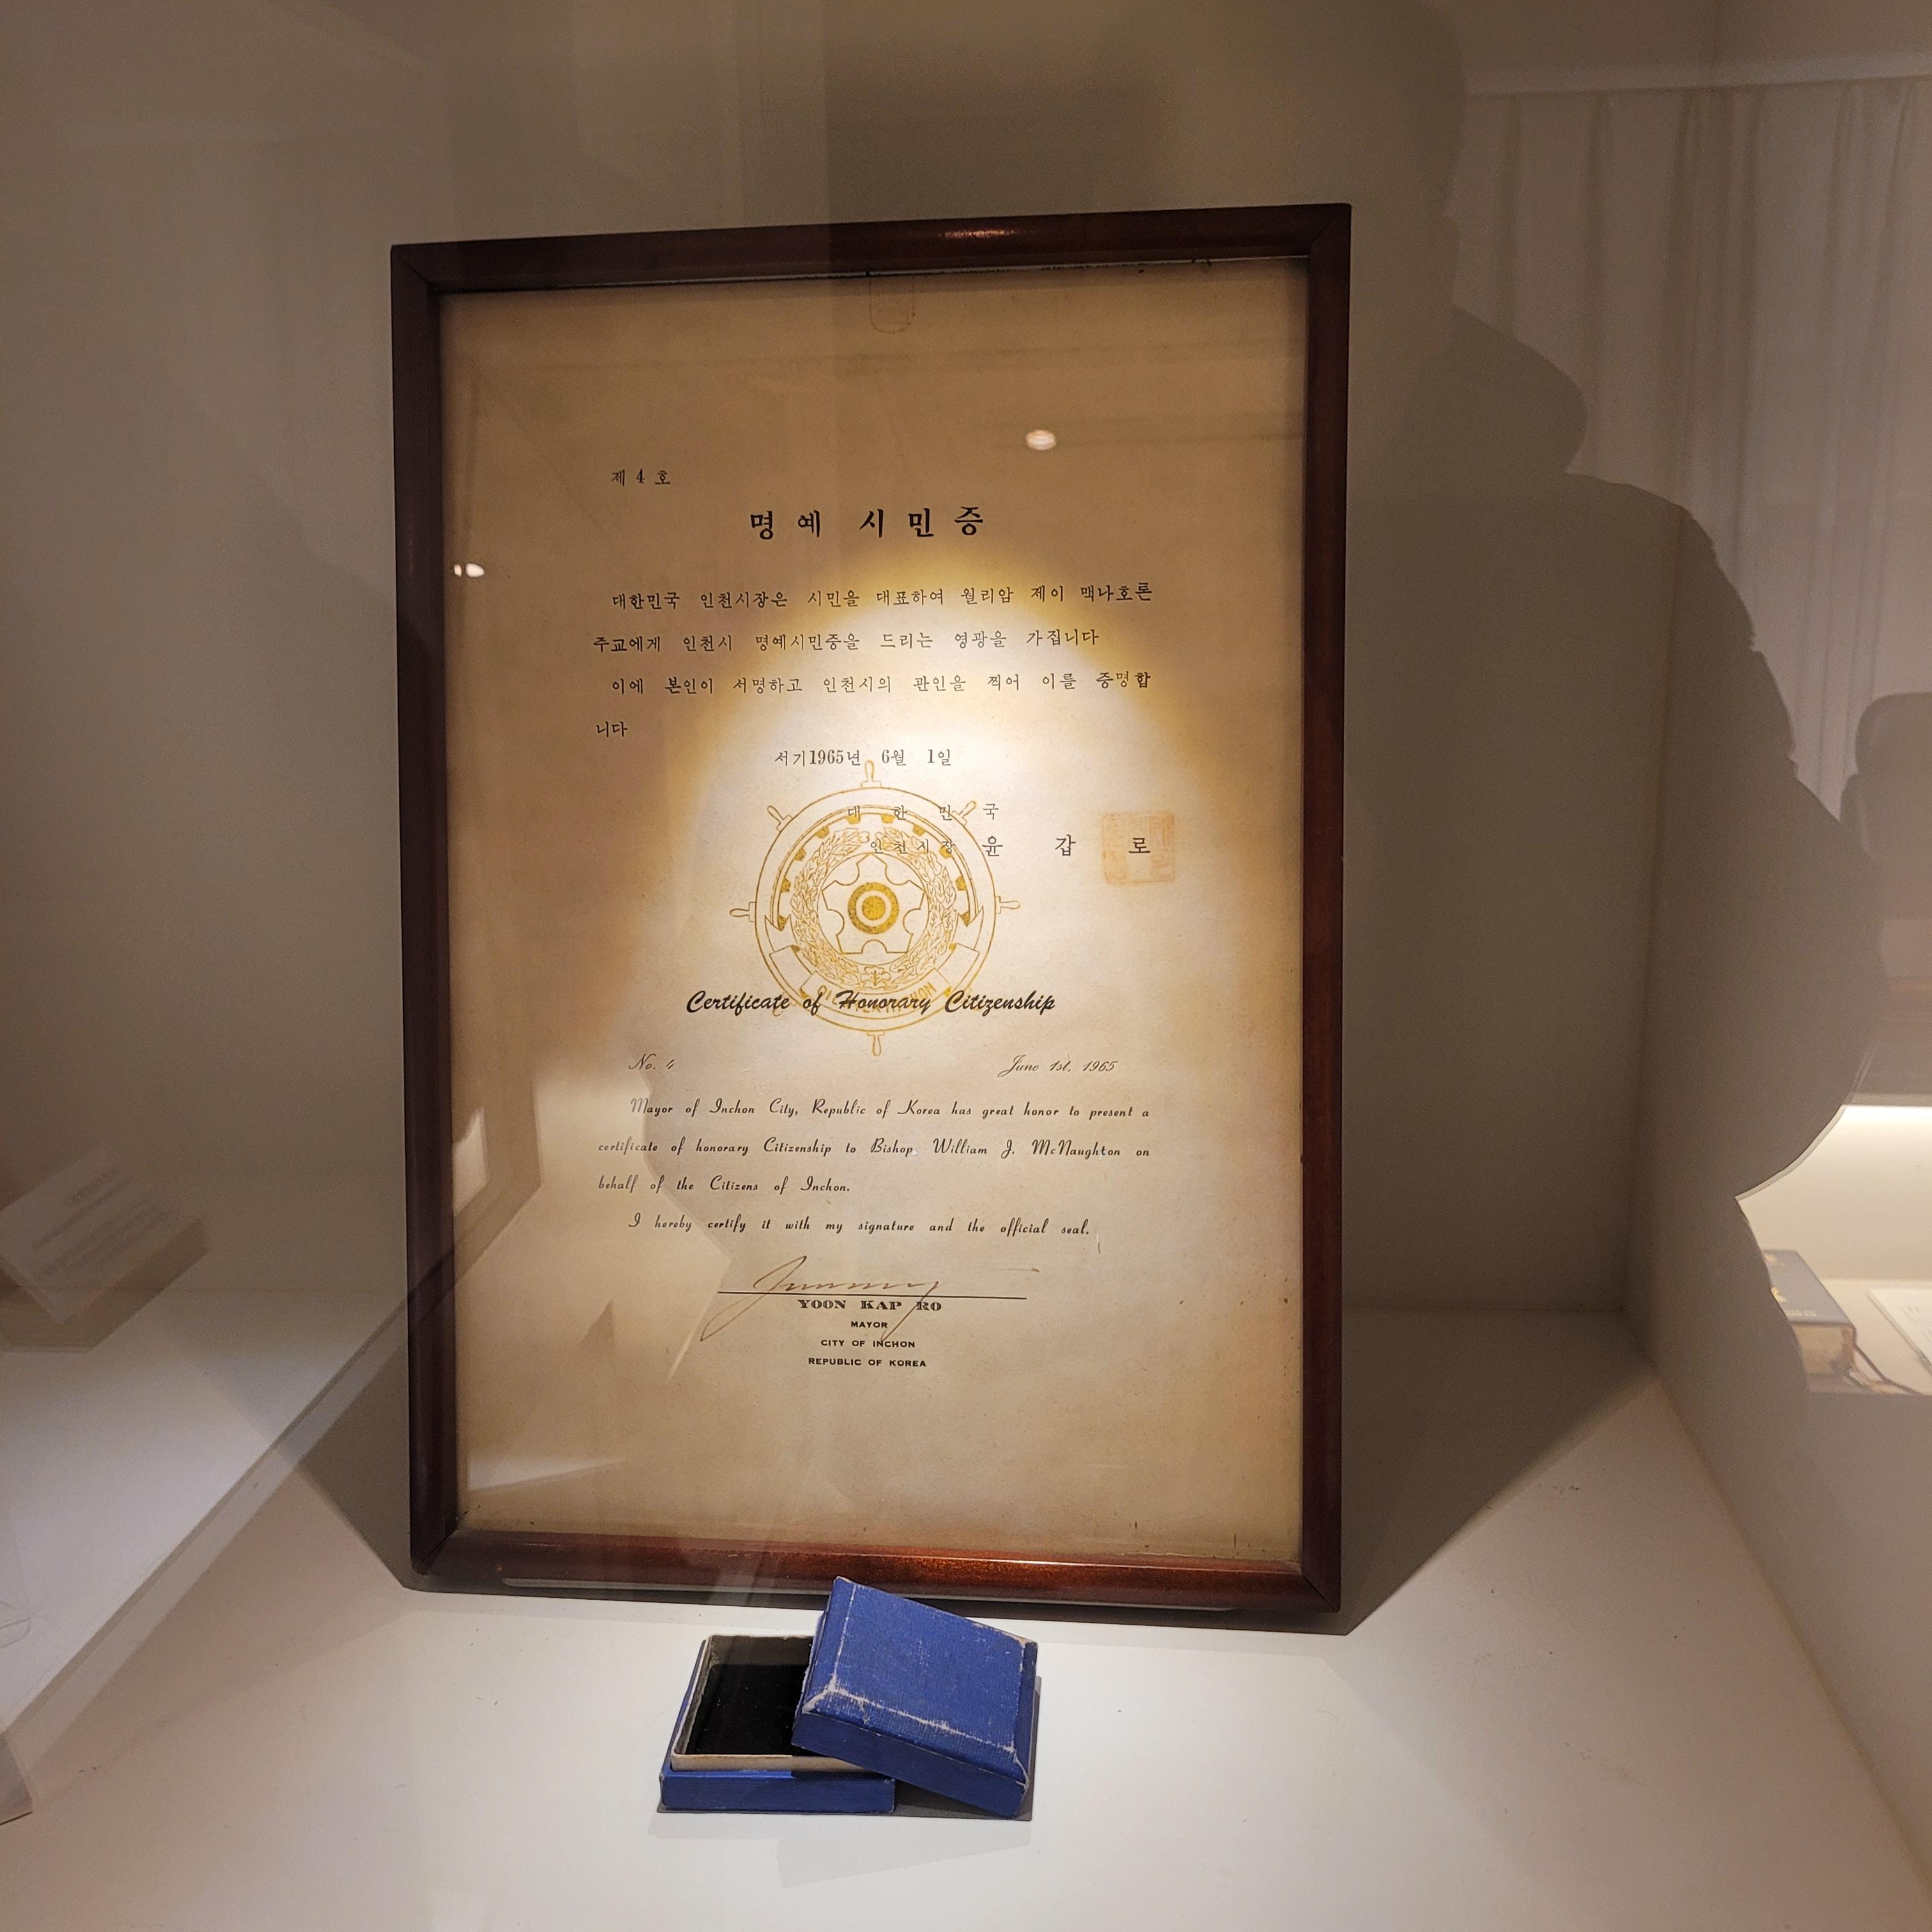 제 4 호
명예 시민증
대한민국 인천시장은 시민을 대표하여 월리암 제이 맥나호론
주교에게 인천시 명예시민증을 드리는 영광을 가집니다
이에 본인이 서명하고 인천시의 관인을 찍어 이를 증명합
니다
서기1965년 6월 1일
대한민국
인천시장 윤갑로
Certificate of Honorary Citizenship
No. 4 June 1st, 1965
Mayor of Inchon City, Republic of Korea has great honor to present a
certificate of honorary Citizenship to Bishop William J. McNaughton on
behalf of the Citizens of Inchon.
I hereby certify it with my signature and the official seal.
YOON KAP RO
MAYOR
CITY OF INCHON
REPUBLIC OF KOREA